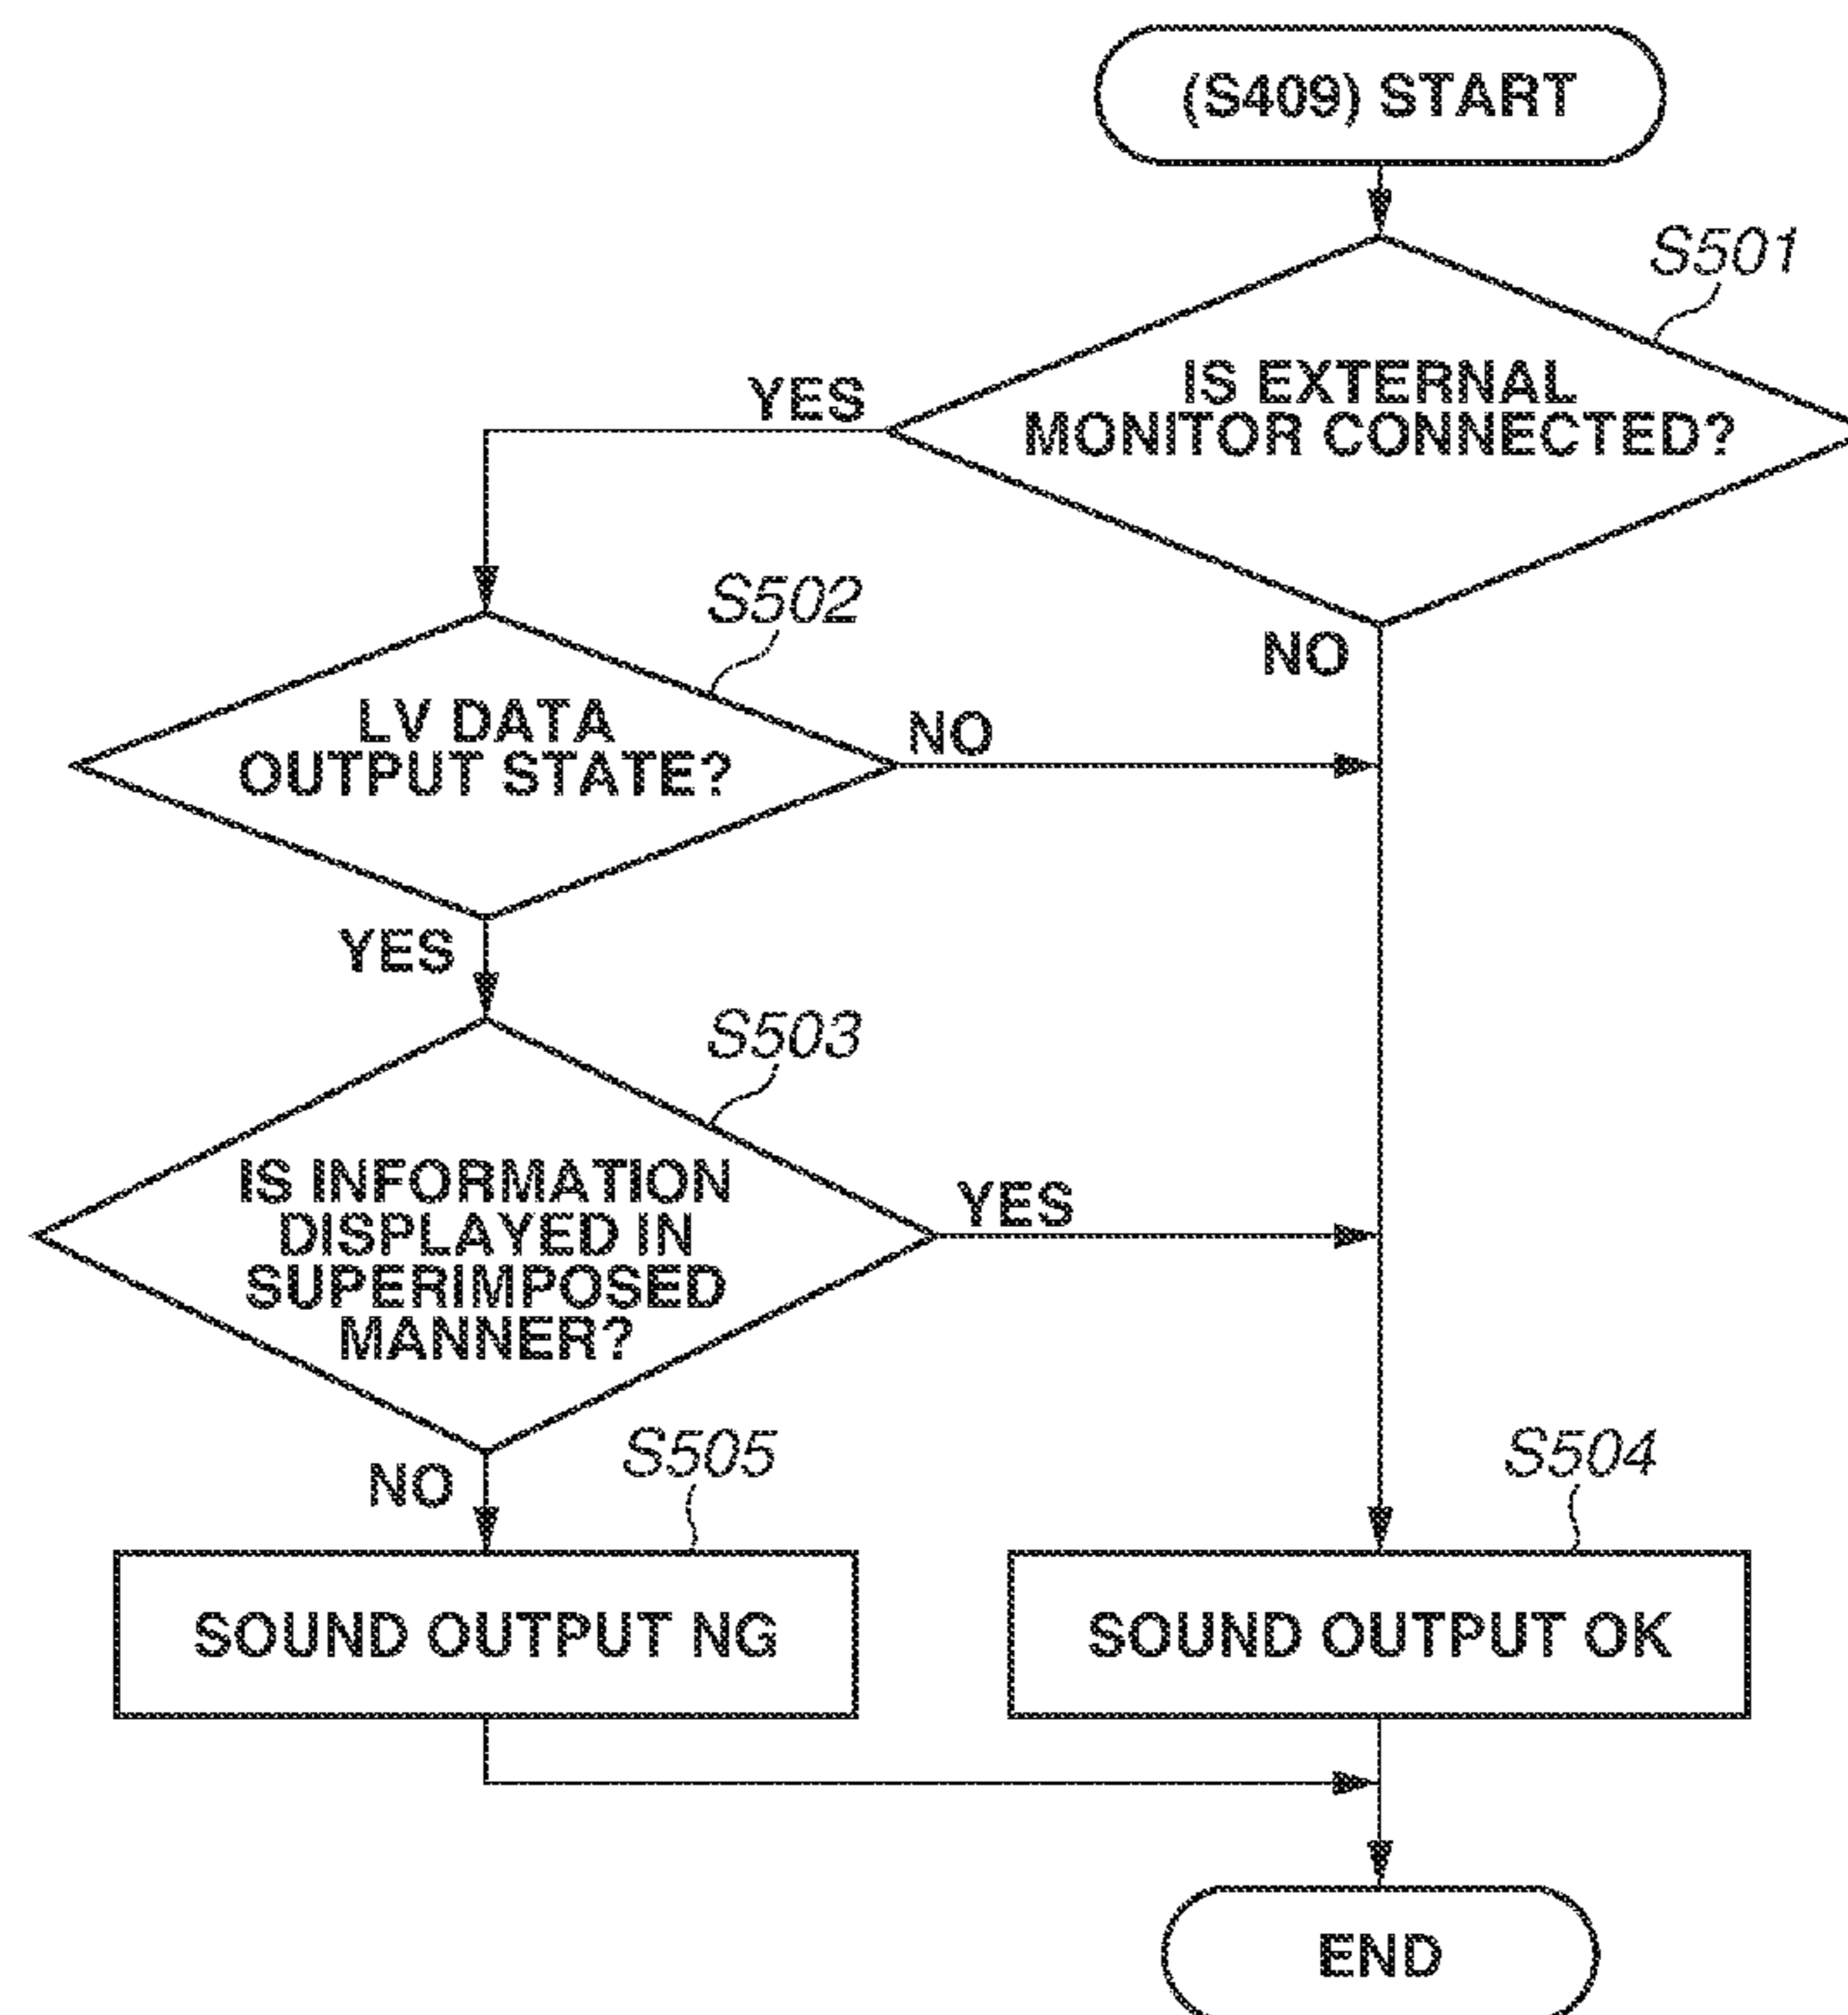 (S409) START
S501
IS EXTERNAL
MONITOR CONNECTED?
YES
NO
S502
LV DATA
OUTPUT STATE?
NO
YES
S503
IS INFORMATION
DISPLAYED IN
SUPERIMPOSED
MANNER?
YES
NO
S505
S504
SOUND OUTPUT NG
SOUND OUTPUT OK
END